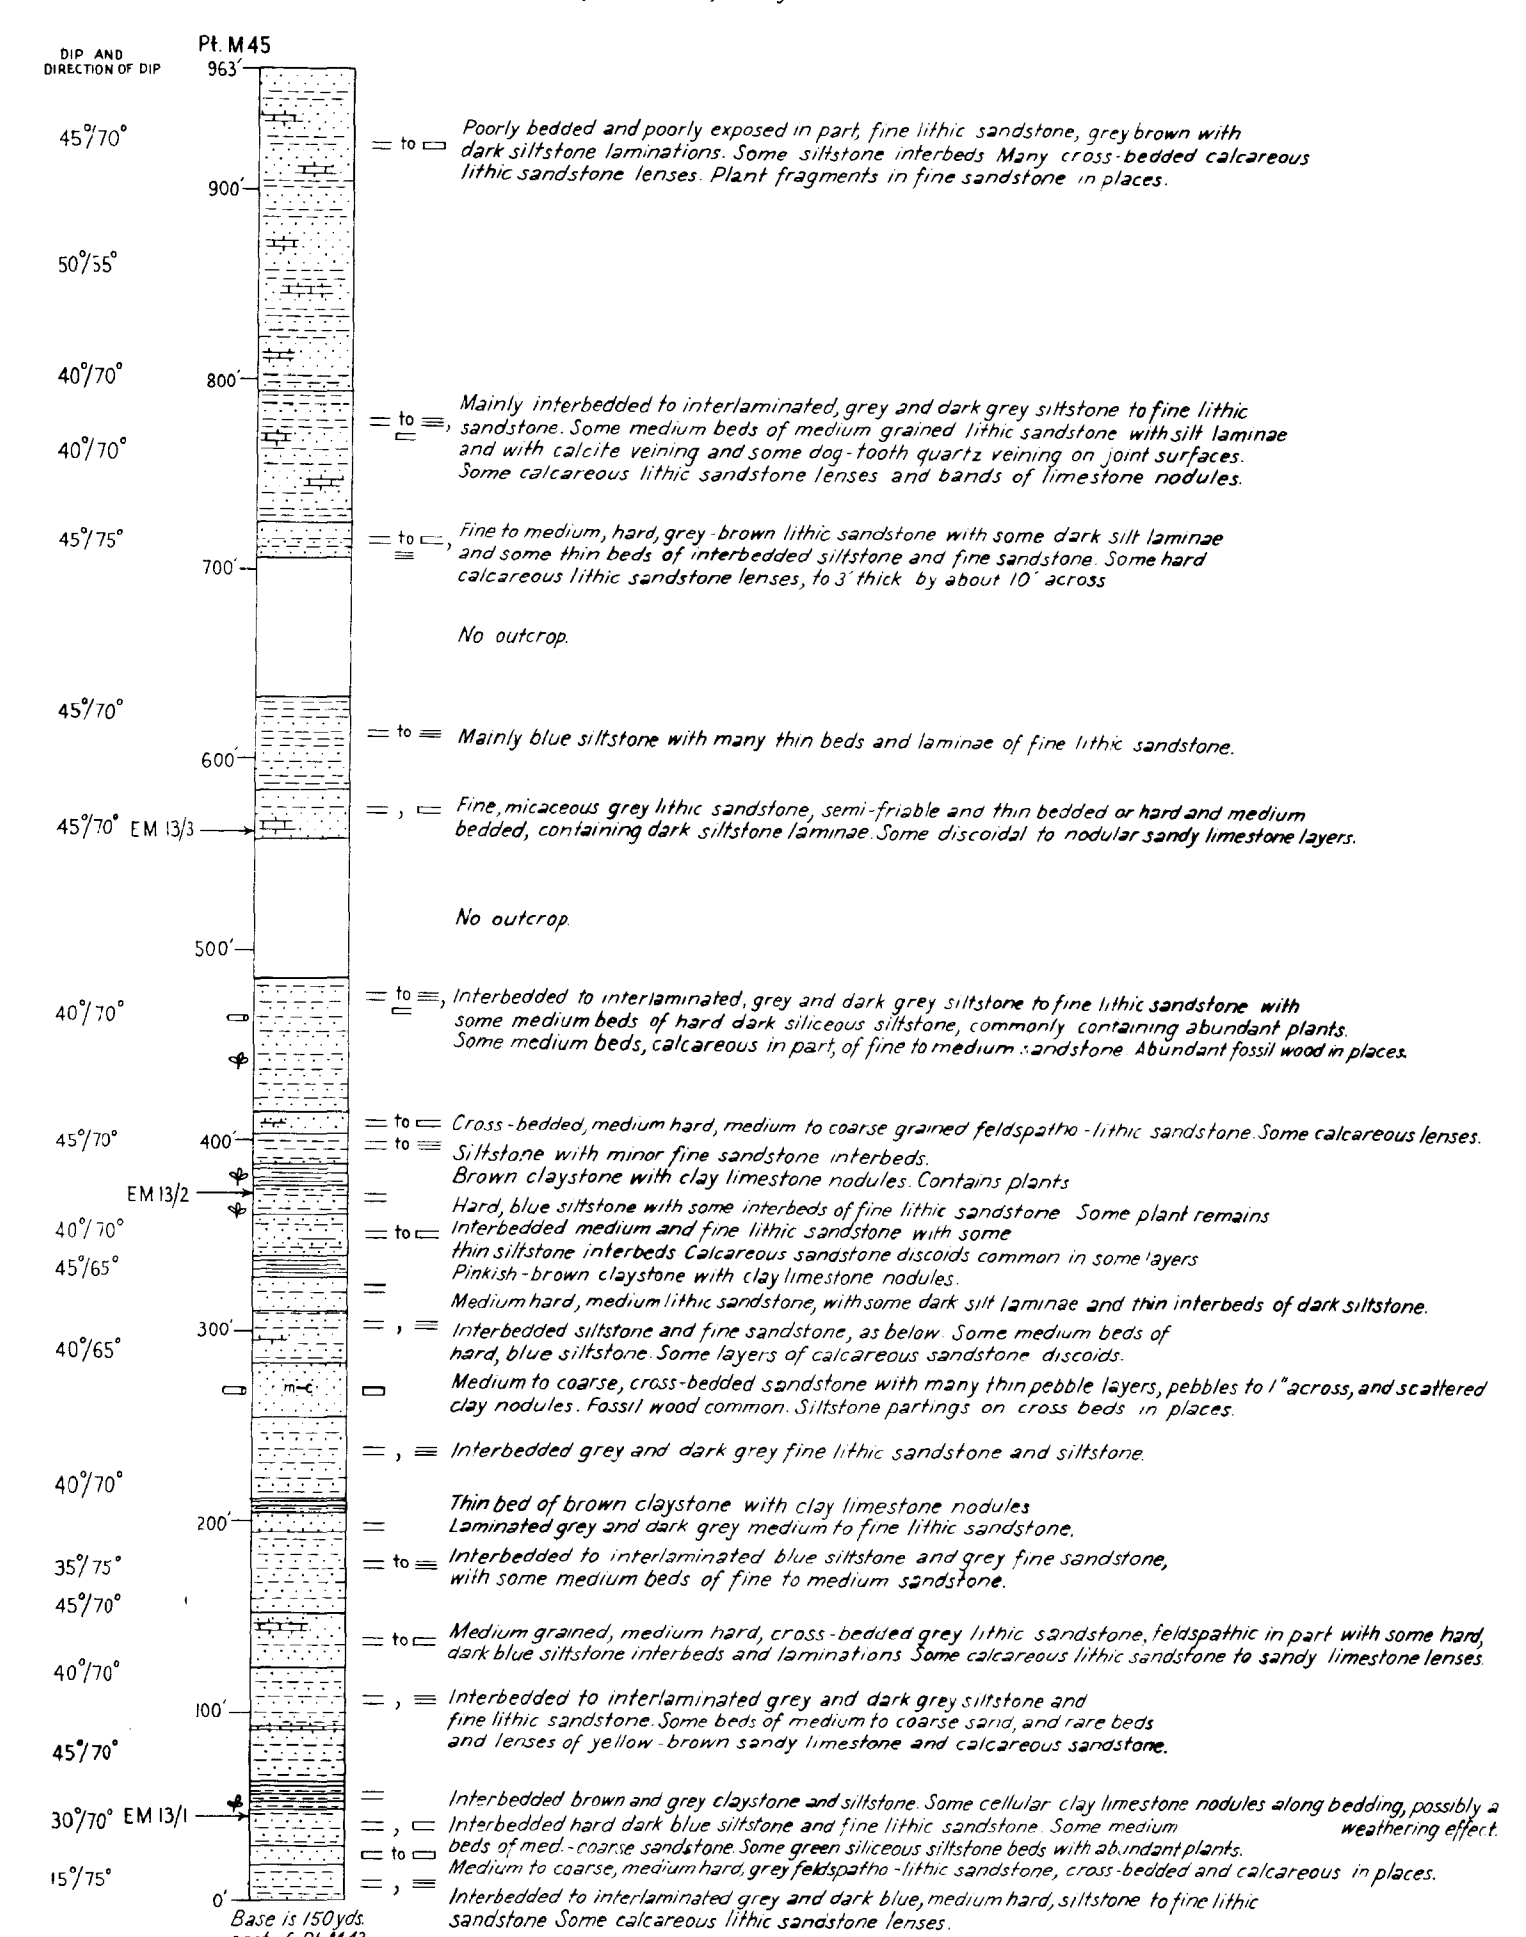 Pt. M45
DIP AND
DIRECTION OF DIP
963'
45°/70°
= to
Poorly bedded and poorly exposed in part, fine lithic sandstone, grey brown with
dark siltstone laminations. Some siltstone interbeds Many cross-bedded calcareous
lithic sandstone lenses. Plant fragments in fine sandstone in places.
900'
50°/55°
40°/70°
800'
to
Mainly interbedded to interlaminated, grey and dark grey siltstone to fine lithic
sandstone. Some medium beds of medium grained lithic sandstone with silt laminae
and with calcite veining and some dog-tooth quartz veining on joint surfaces.
Some calcareous lithic sandstone lenses and bands of limestone nodules.
40°/70°
45°/75°
to
Fine to medium, hard, grey-brown lithic sandstone with some dark silt laminae
and some thin beds of interbedded siltstone and fine sandstone. Some hard
calcareous lithic sandstone lenses, to 3' thick by about 10' across
700'
No outcrop.
45°/70°
to
Mainly blue siltstone with many thin beds and laminae of fine lithic sandstone.
600'
45°/70° EM 13/3
Fine, micaceous grey lithic sandstone, semi-friable and thin bedded or hard and medium
bedded, containing dark siltstone laminae. Some discoidal to nodular sandy limestone layers.
No outcrop.
500'
40°/70°
to
Interbedded to interlaminated, grey and dark grey siltstone to fine lithic sandstone with
some medium beds of hard dark siliceous siltstone, commonly containing abundant plants.
Some medium beds, calcareous in part, of fine to medium sandstone. Abundant fossil wood in places.
to
Cross-bedded, medium hard, medium to coarse grained feldspatho-lithic sandstone. Some calcareous lenses.
45°/70°
400'
to
Siltstone with minor fine sandstone interbeds.
Brown claystone with clay limestone nodules. Contains plants
EM 13/2
Hard, blue siltstone with some interbeds of fine lithic sandstone Some plant remains
40°/70°
to
Interbedded medium and fine lithic sandstone with some
thin siltstone interbeds Calcareous sandstone discoids common in some layers
45°/65°
Pinkish-brown claystone with clay limestone nodules.
Medium hard, medium lithic sandstone, with some dark silt laminae and thin interbeds of dark siltstone.
300'
Interbedded siltstone and fine sandstone, as below. Some medium beds of
hard, blue siltstone. Some layers of calcareous sandstone discoids.
40°/65°
m-c
Medium to coarse, cross-bedded sandstone with many thin pebble layers, pebbles to 1" across, and scattered
clay nodules. Fossil wood common. Siltstone partings on cross beds in places.
Interbedded grey and dark grey fine lithic sandstone and siltstone.
40°/70°
Thin bed of brown claystone with clay limestone nodules
200'
Laminated grey and dark grey medium to fine lithic sandstone.
35°/75°
to
Interbedded to interlaminated blue siltstone and grey fine sandstone,
with some medium beds of fine to medium sandstone.
45°/70°
to
Medium grained, medium hard, cross-bedded grey lithic sandstone, feldspathic in part with some hard,
dark blue siltstone interbeds and laminations Some calcareous lithic sandstone to sandy limestone lenses.
40°/70°
100'
Interbedded to interlaminated grey and dark grey siltstone and
fine lithic sandstone. Some beds of medium to coarse sand, and rare beds
and lenses of yellow-brown sandy limestone and calcareous sandstone.
45°/70°
Interbedded brown and grey claystone and siltstone. Some cellular clay limestone nodules along bedding, possibly a
weathering effect.
30°/70° EM 13/1
Interbedded hard dark blue siltstone and fine lithic sandstone. Some medium
beds of med.-coarse sandstone. Some green siliceous siltstone beds with abundant plants.
to
Medium to coarse, medium hard, grey feldspatho-lithic sandstone, cross-bedded and calcareous in places.
15°/75°
0'
Interbedded to interlaminated grey and dark blue, medium hard, siltstone to fine lithic
sandstone Some calcareous lithic sandstone lenses.
Base is 150 yds.